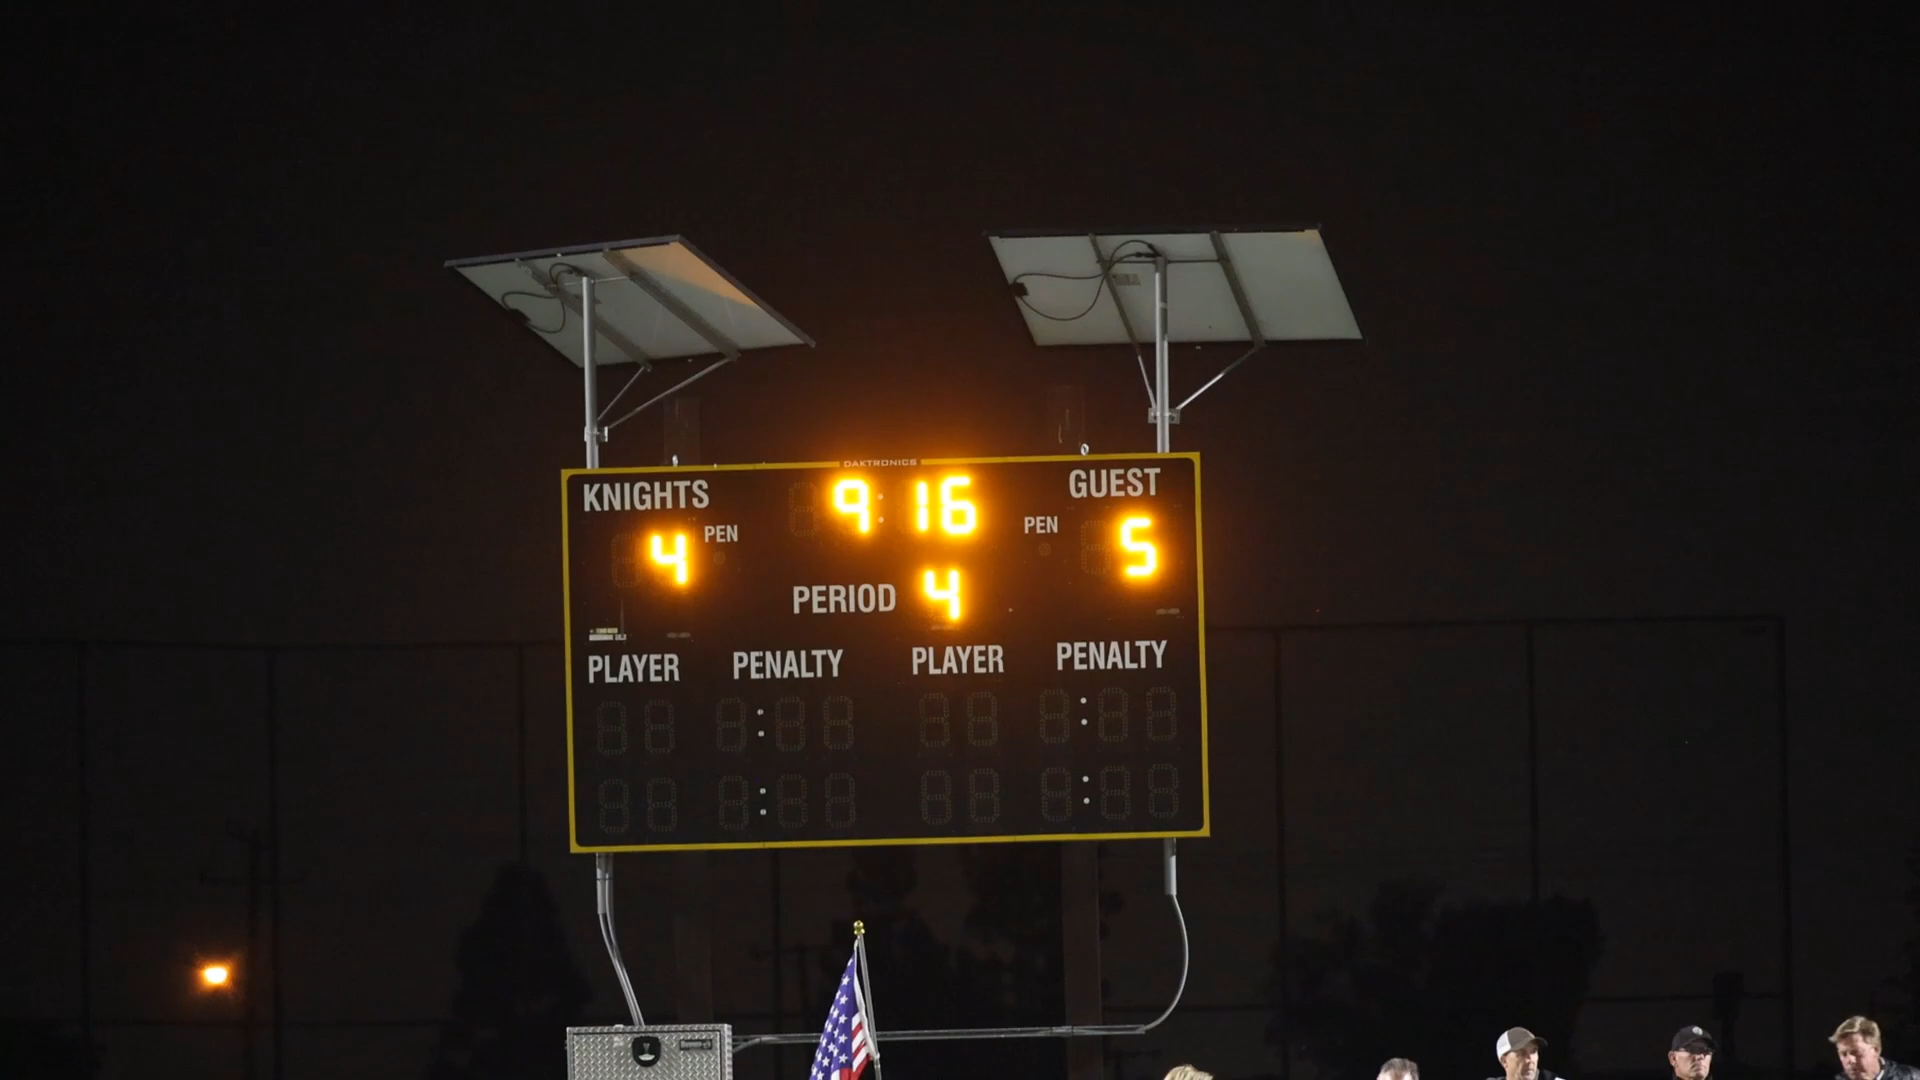 DAKTRONICS
KNIGHTS 9:16 GUEST
4 PEN PEN 5
PERIOD 4
PLAYER PENALTY PLAYER PENALTY